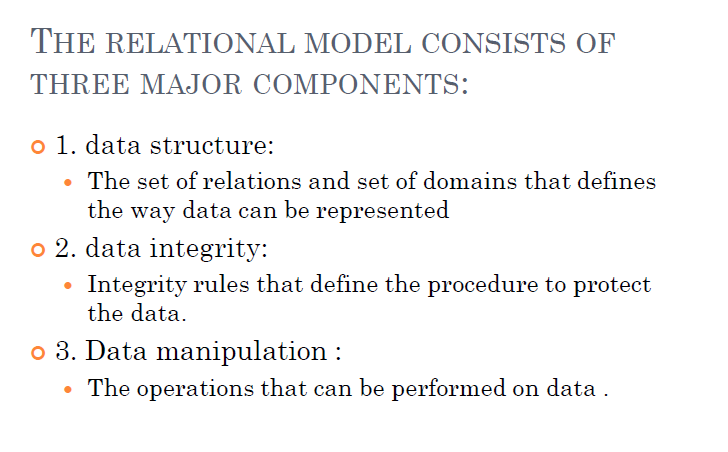 THE RELATIONAL MODEL CONSISTS OF
THREE MAJOR COMPONENTS:
1. data structure:
The set of relations and set of domains that defines
the way data can be represented
2. data integrity:
Integrity rules that define the procedure to protect
the data.
3. Data manipulation :
The operations that can be performed on data .